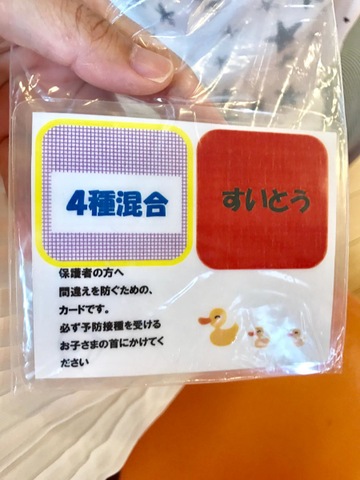 4種混合
すいとう
保護者の方へ
間違えを防ぐための、
カードです。
必ず予防接種を受ける
お子さまの首にかけてく
ださい